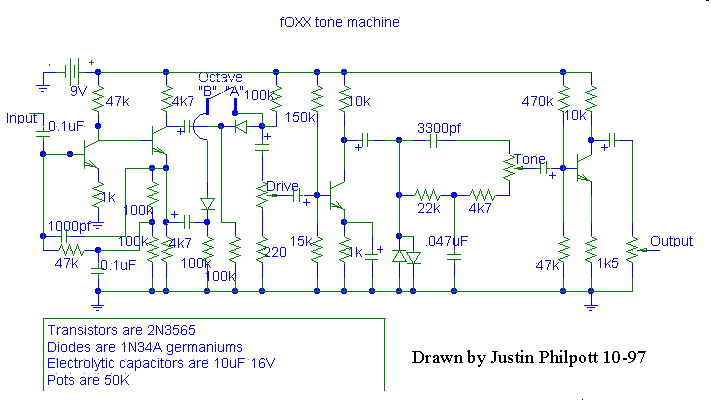 fOXX tone machine
Octave
"B" "A"
9V
+
47k
4k7
100k
150k
10k
470k
10k
Input
0.1uF
+
+
3300pf
+
Drive
Tone
+
+
1k
100k
22k
4k7
1000pf
+
100k
4k7
100k
100k
220
15k
1k
+
.047uF
47k
1k5
Output
47k
0.1uF
Transistors are 2N3565
Diodes are 1N34A germaniums
Electrolytic capacitors are 10uF 16V
Pots are 50K
Drawn by Justin Philpott 10-97